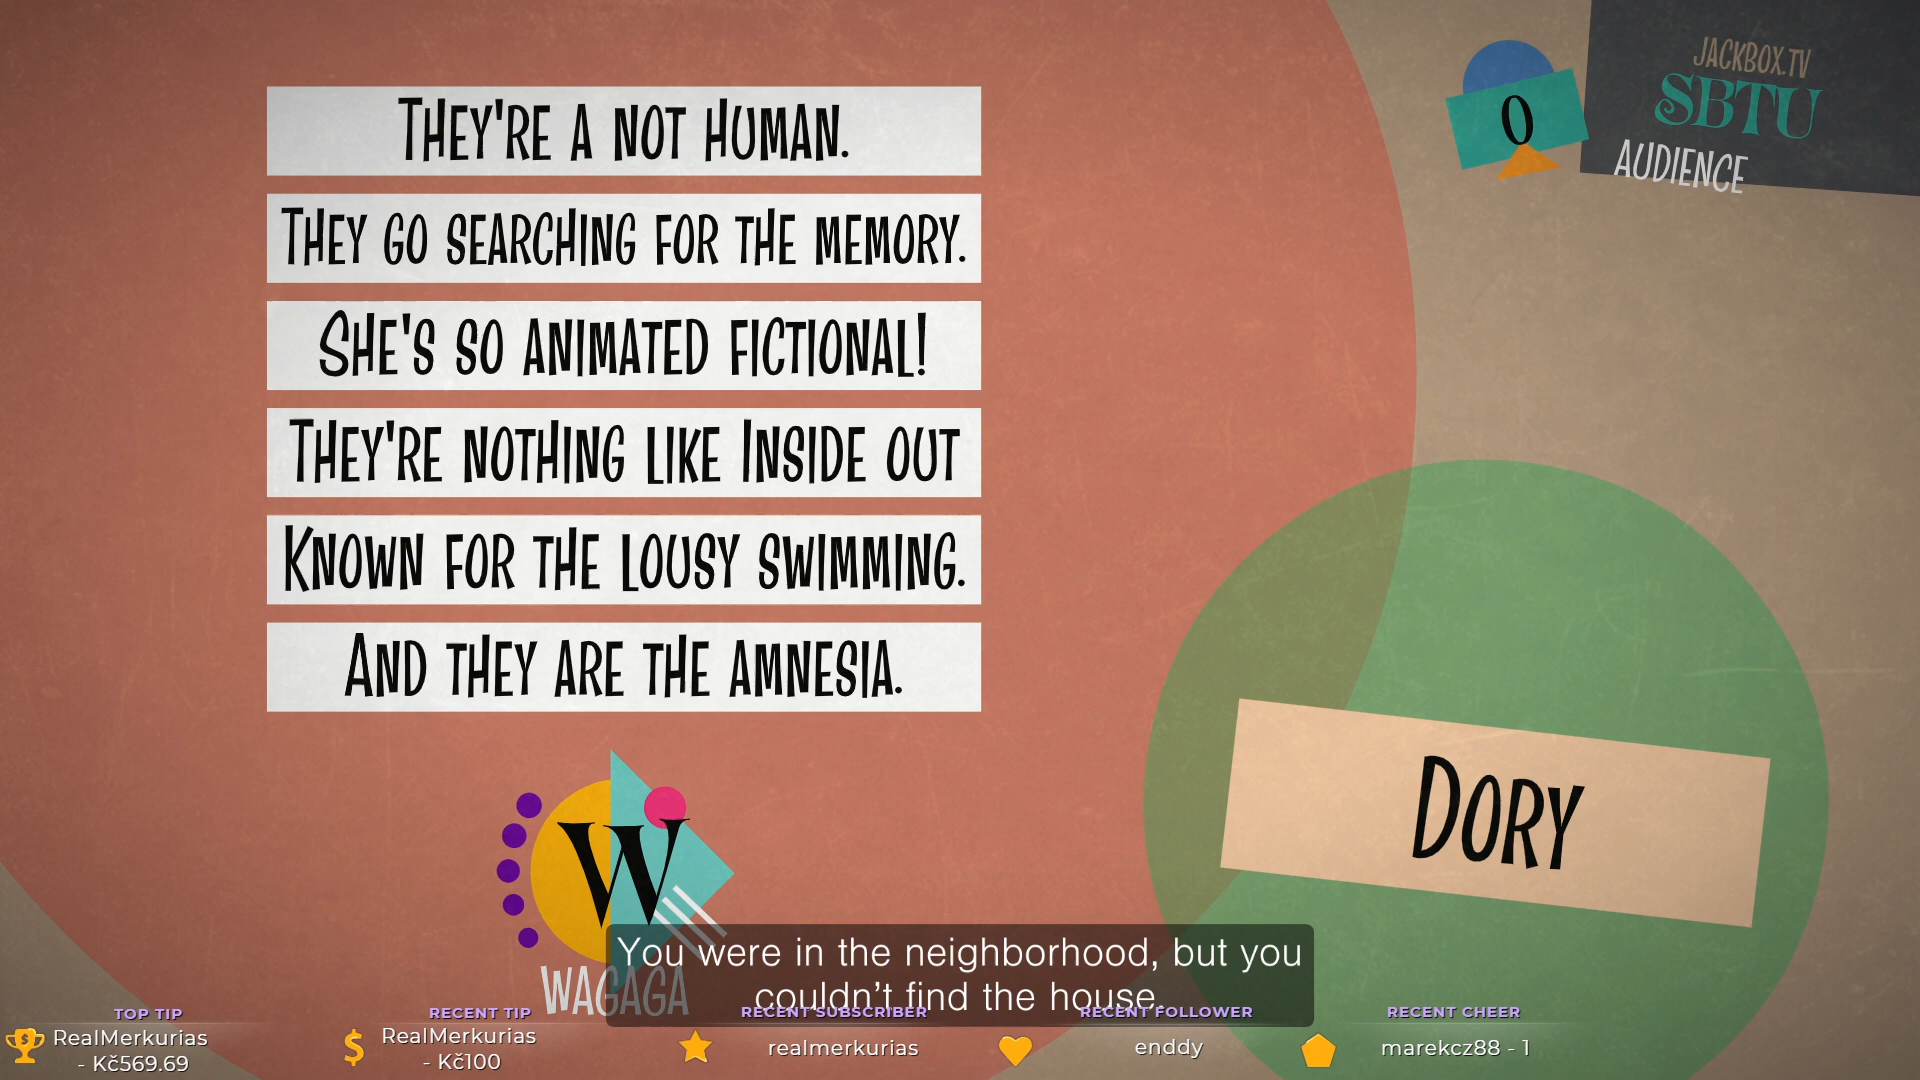 They're a not human.
They go searching for the memory.
She's so animated fictional!
They're nothing like Inside out
Known for the lousy swimming.
And they are the amnesia.
0
JACKBOX.TV
SBTU
AUDIENCE
Dory
W
WAGAGA
You were in the neighborhood, but you
couldn't find the house.
TOP TIP
RealMerkurias
- Kč569.69
RECENT TIP
RealMerkurias
- Kč100
RECENT SUBSCRIBER
realmerkurias
RECENT FOLLOWER
enddy
RECENT CHEER
marekcz88 - 1